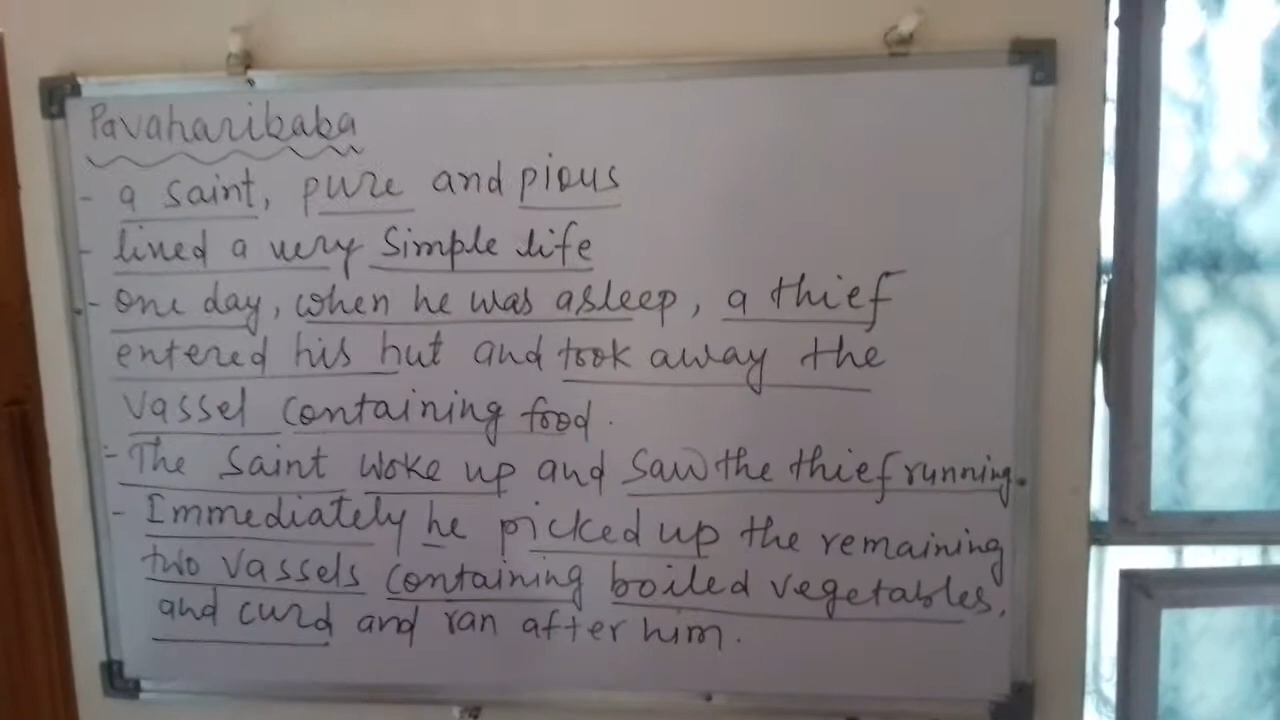 Pavaharibaba
- a saint, pure and pious
- lived a very simple life
- one day, when he was asleep, a thief
entered his hut and took away the
vassel containing food.
- The Saint woke up and saw the thief running.
- Immediately he picked up the remaining
two vassels containing boiled vegetables,
and curd and ran after him.